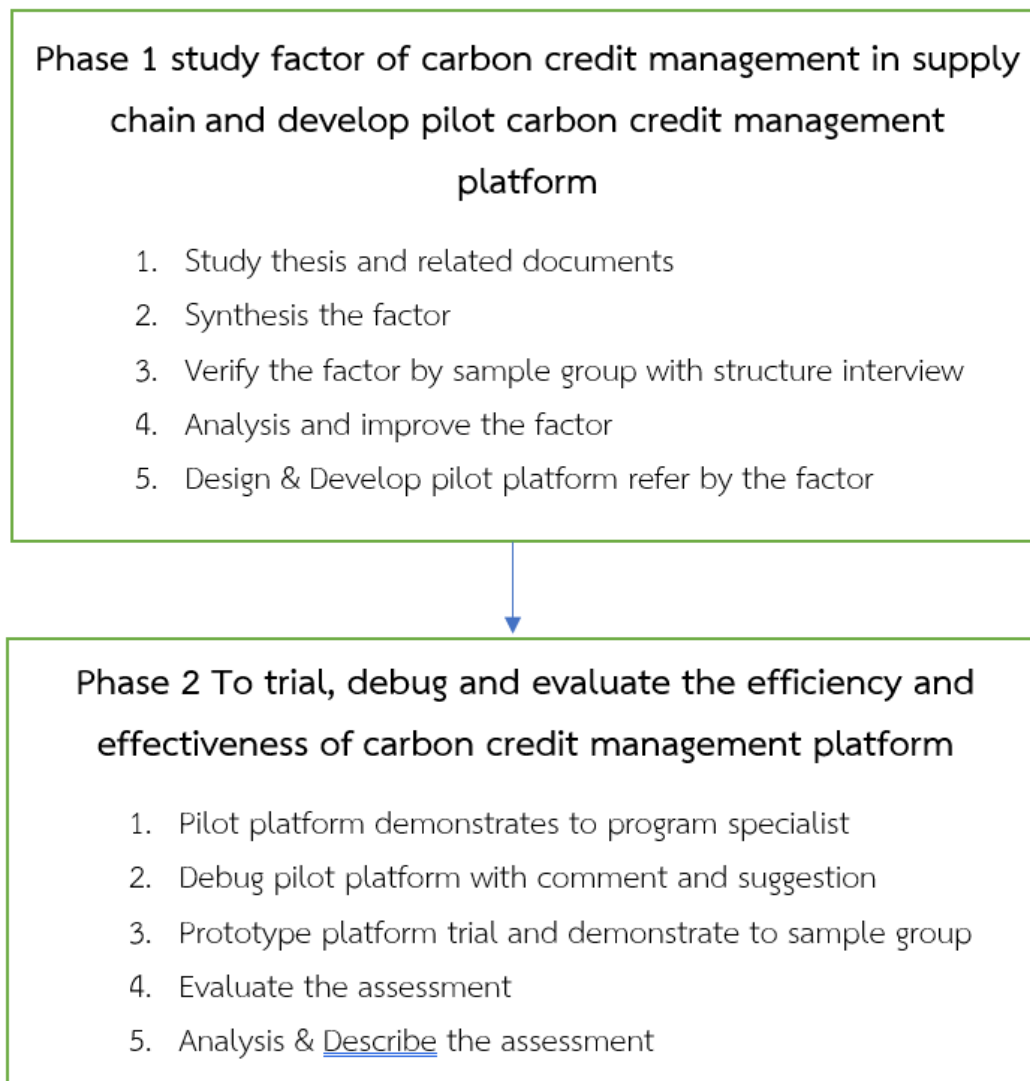 Phase 1 study factor of carbon credit management in supply
chain and develop pilot carbon credit management
platform
1. Study thesis and related documents
2. Synthesis the factor
3. Verify the factor by sample group with structure interview
4. Analysis and improve the factor
5. Design & Develop pilot platform refer by the factor
Phase 2 To trial, debug and evaluate the efficiency and
effectiveness of carbon credit management platform
1. Pilot platform demonstrates to program specialist
2. Debug pilot platform with comment and suggestion
3. Prototype platform trial and demonstrate to sample group
4. Evaluate the assessment
5. Analysis & Describe the assessment